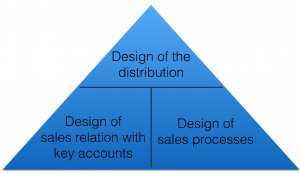 Design of the
distribution
Design of
sales relation with
key accounts
Design of
sales processes